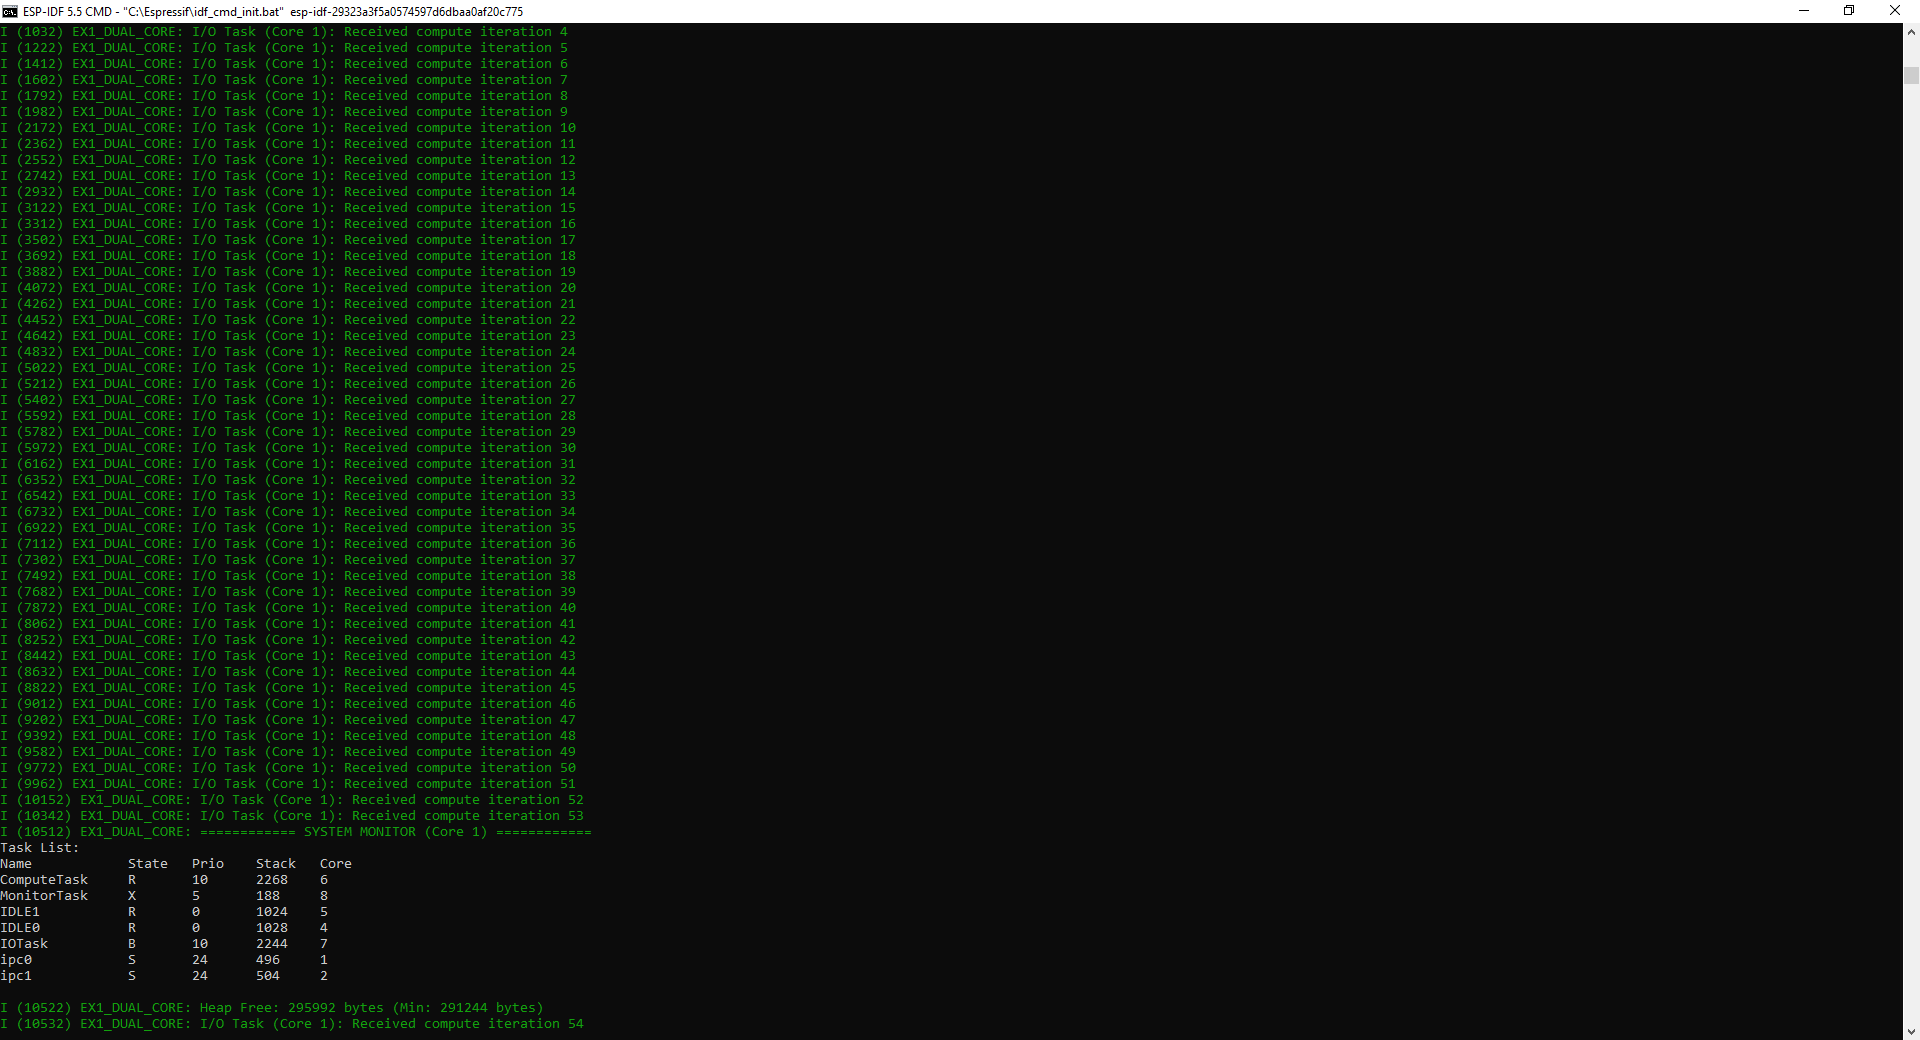 ESP-IDF 5.5 CMD - "C:\Espressif\idf_cmd_init.bat" esp-idf-29323a3f5a0574597d6dbaa0af20c775
I (1032) EX1_DUAL_CORE: I/O Task (Core 1): Received compute iteration 4
I (1222) EX1_DUAL_CORE: I/O Task (Core 1): Received compute iteration 5
I (1412) EX1_DUAL_CORE: I/O Task (Core 1): Received compute iteration 6
I (1602) EX1_DUAL_CORE: I/O Task (Core 1): Received compute iteration 7
I (1792) EX1_DUAL_CORE: I/O Task (Core 1): Received compute iteration 8
I (1982) EX1_DUAL_CORE: I/O Task (Core 1): Received compute iteration 9
I (2172) EX1_DUAL_CORE: I/O Task (Core 1): Received compute iteration 10
I (2362) EX1_DUAL_CORE: I/O Task (Core 1): Received compute iteration 11
I (2552) EX1_DUAL_CORE: I/O Task (Core 1): Received compute iteration 12
I (2742) EX1_DUAL_CORE: I/O Task (Core 1): Received compute iteration 13
I (2932) EX1_DUAL_CORE: I/O Task (Core 1): Received compute iteration 14
I (3122) EX1_DUAL_CORE: I/O Task (Core 1): Received compute iteration 15
I (3312) EX1_DUAL_CORE: I/O Task (Core 1): Received compute iteration 16
I (3502) EX1_DUAL_CORE: I/O Task (Core 1): Received compute iteration 17
I (3692) EX1_DUAL_CORE: I/O Task (Core 1): Received compute iteration 18
I (3882) EX1_DUAL_CORE: I/O Task (Core 1): Received compute iteration 19
I (4072) EX1_DUAL_CORE: I/O Task (Core 1): Received compute iteration 20
I (4262) EX1_DUAL_CORE: I/O Task (Core 1): Received compute iteration 21
I (4452) EX1_DUAL_CORE: I/O Task (Core 1): Received compute iteration 22
I (4642) EX1_DUAL_CORE: I/O Task (Core 1): Received compute iteration 23
I (4832) EX1_DUAL_CORE: I/O Task (Core 1): Received compute iteration 24
I (5022) EX1_DUAL_CORE: I/O Task (Core 1): Received compute iteration 25
I (5212) EX1_DUAL_CORE: I/O Task (Core 1): Received compute iteration 26
I (5402) EX1_DUAL_CORE: I/O Task (Core 1): Received compute iteration 27
I (5592) EX1_DUAL_CORE: I/O Task (Core 1): Received compute iteration 28
I (5782) EX1_DUAL_CORE: I/O Task (Core 1): Received compute iteration 29
I (5972) EX1_DUAL_CORE: I/O Task (Core 1): Received compute iteration 30
I (6162) EX1_DUAL_CORE: I/O Task (Core 1): Received compute iteration 31
I (6352) EX1_DUAL_CORE: I/O Task (Core 1): Received compute iteration 32
I (6542) EX1_DUAL_CORE: I/O Task (Core 1): Received compute iteration 33
I (6732) EX1_DUAL_CORE: I/O Task (Core 1): Received compute iteration 34
I (6922) EX1_DUAL_CORE: I/O Task (Core 1): Received compute iteration 35
I (7112) EX1_DUAL_CORE: I/O Task (Core 1): Received compute iteration 36
I (7302) EX1_DUAL_CORE: I/O Task (Core 1): Received compute iteration 37
I (7492) EX1_DUAL_CORE: I/O Task (Core 1): Received compute iteration 38
I (7682) EX1_DUAL_CORE: I/O Task (Core 1): Received compute iteration 39
I (7872) EX1_DUAL_CORE: I/O Task (Core 1): Received compute iteration 40
I (8062) EX1_DUAL_CORE: I/O Task (Core 1): Received compute iteration 41
I (8252) EX1_DUAL_CORE: I/O Task (Core 1): Received compute iteration 42
I (8442) EX1_DUAL_CORE: I/O Task (Core 1): Received compute iteration 43
I (8632) EX1_DUAL_CORE: I/O Task (Core 1): Received compute iteration 44
I (8822) EX1_DUAL_CORE: I/O Task (Core 1): Received compute iteration 45
I (9012) EX1_DUAL_CORE: I/O Task (Core 1): Received compute iteration 46
I (9202) EX1_DUAL_CORE: I/O Task (Core 1): Received compute iteration 47
I (9392) EX1_DUAL_CORE: I/O Task (Core 1): Received compute iteration 48
I (9582) EX1_DUAL_CORE: I/O Task (Core 1): Received compute iteration 49
I (9772) EX1_DUAL_CORE: I/O Task (Core 1): Received compute iteration 50
I (9962) EX1_DUAL_CORE: I/O Task (Core 1): Received compute iteration 51
I (10152) EX1_DUAL_CORE: I/O Task (Core 1): Received compute iteration 52
I (10342) EX1_DUAL_CORE: I/O Task (Core 1): Received compute iteration 53
I (10512) EX1_DUAL_CORE: ============ SYSTEM MONITOR (Core 1) ============
Task List:
Name State Prio Stack Core
ComputeTask R 10 2268 6
MonitorTask X 5 188 8
IDLE1 R 0 1024 5
IDLE0 R 0 1028 4
IOTask B 10 2244 7
ipc0 S 24 496 1
ipc1 S 24 504 2
I (10522) EX1_DUAL_CORE: Heap Free: 295992 bytes (Min: 291244 bytes)
I (10532) EX1_DUAL_CORE: I/O Task (Core 1): Received compute iteration 54